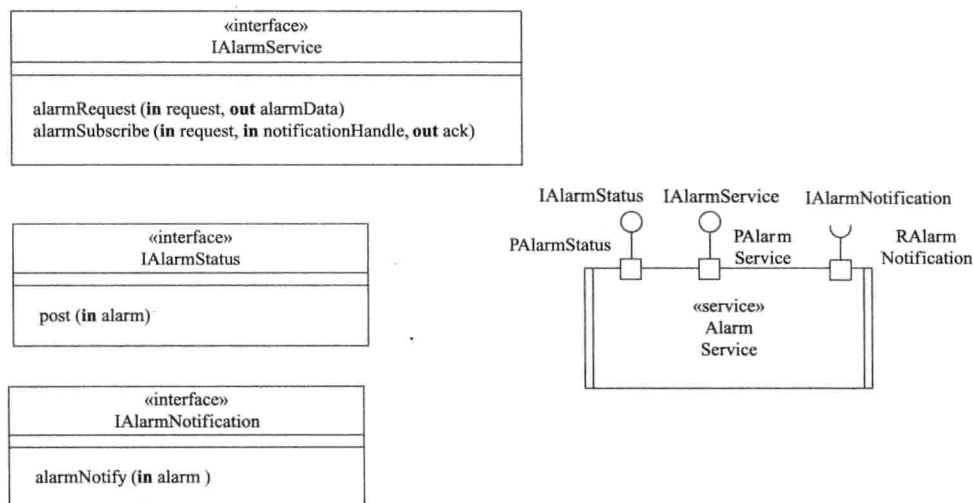 «interface»
IAlarmService
alarmRequest (in request, out alarmData)
alarmSubscribe (in request, in notificationHandle, out ack)
«interface»
IAlarmStatus
post (in alarm)
«interface»
IAlarmNotification
alarmNotify (in alarm )
IAlarmStatus IAlarmService IAlarmNotification
PAlarmStatus
PAlarm
Service
RAlarm
Notification
«service»
Alarm
Service